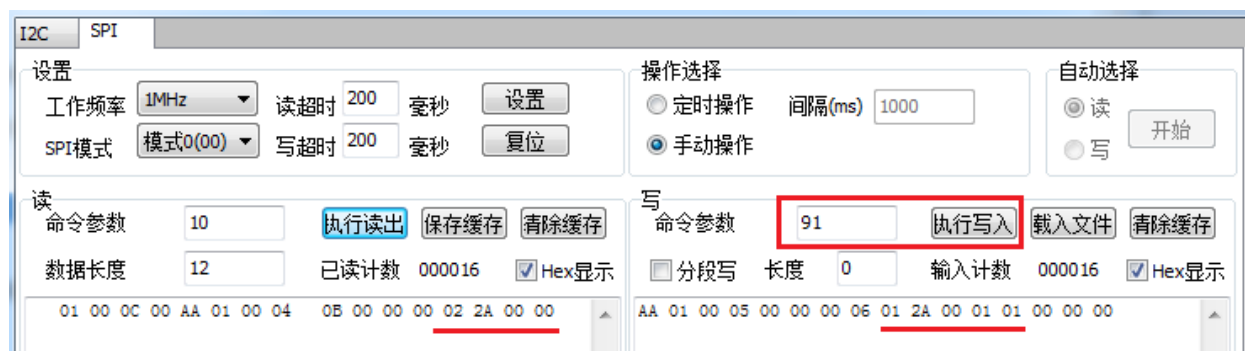 I2C SPI
设置 操作选择 自动选择
工作频率 1MHz 读超时 200 毫秒 设置 定时操作 间隔(ms) 1000 读
SPI模式 模式0(00) 写超时 200 毫秒 复位 手动操作 写 开始
读 写
命令参数 10 执行读出 保存缓存 清除缓存 命令参数 91 执行写入 载入文件 清除缓存
数据长度 12 已读计数 000016 Hex显示 分段写 长度 0 输入计数 000016 Hex显示
01 00 0C 00 AA 01 00 04 0B 00 00 00 02 2A 00 00 AA 01 00 05 00 00 00 06 01 2A 00 01 01 00 00 00